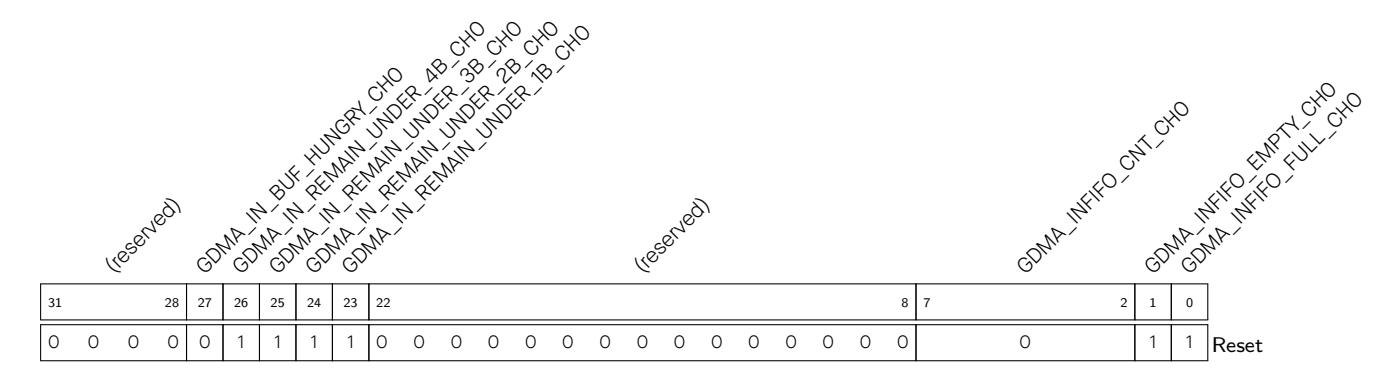 (reserved)
GDMA_IN_BUF_HUNGRY_CH0
GDMA_IN_REMAIN_UNDER_4B_CH0
GDMA_IN_REMAIN_UNDER_3B_CH0
GDMA_IN_REMAIN_UNDER_2B_CH0
GDMA_IN_REMAIN_UNDER_1B_CH0
(reserved)
GDMA_INFIFO_CNT_CH0
GDMA_INFIFO_EMPTY_CH0
GDMA_INFIFO_FULL_CH0
31 28 27 26 25 24 23 22 8 7 2 1 0
0 0 0 0 0 1 1 1 1 0 0 0 0 0 0 0 0 0 0 0 0 0 0 0 0 1 1 Reset